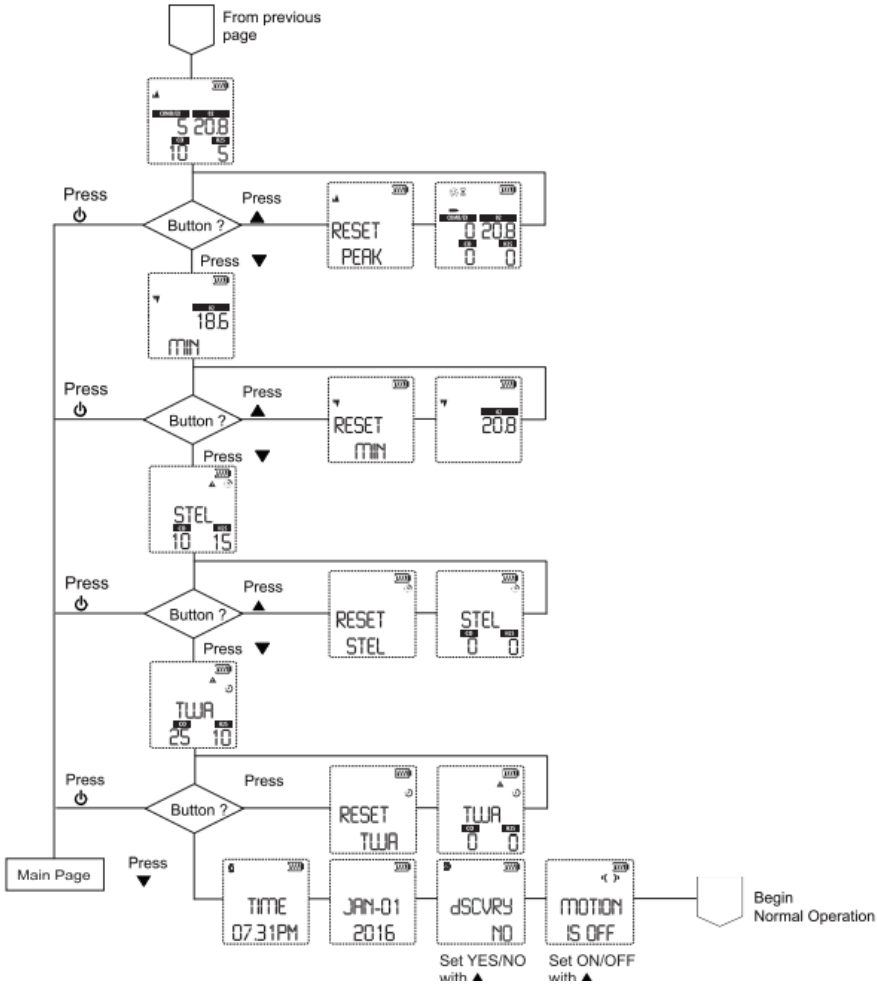 From previous
page
COMB/EX O2
5 20.8
CO H2S
10 5
Press
Button ?
Press ▲
Press ▼
RESET
PEAK
COMB/EX O2
0 20.8
CO H2S
0 0
O2
18.6
MIN
Press
Button ?
Press
▲
Press ▼
RESET
MIN
O2
20.8
STEL
CO H2S
10 15
Press
Button ?
Press
▲
Press ▼
RESET
STEL
STEL
CO H2S
0 0
TWA
CO H2S
25 10
Press
Button ?
Press
RESET
TWA
TWA
CO H2S
0 0
Main Page
Press
▼
TIME
07.31PM
JAN-01
2016
dSCVRY
NO
MOTION
IS OFF
Begin
Normal Operation
Set YES/NO
with ▲
Set ON/OFF
with ▲